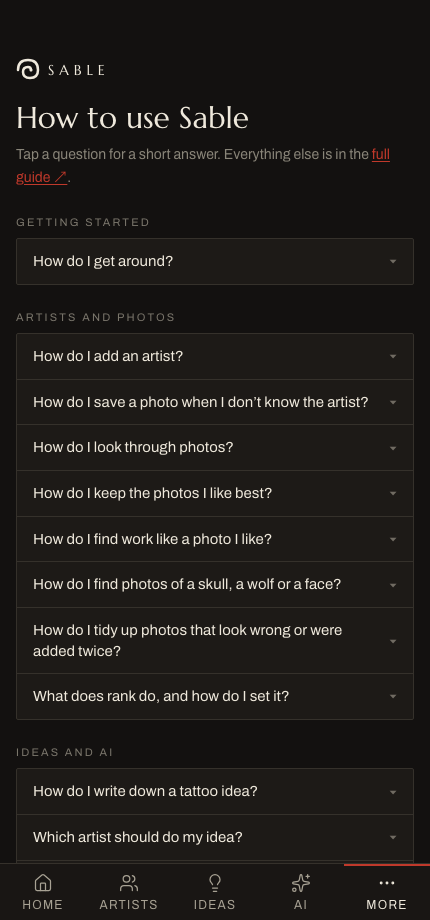 SABLE
How to use Sable
Tap a question for a short answer. Everything else is in the full
guide ↗.
GETTING STARTED
How do I get around?
ARTISTS AND PHOTOS
How do I add an artist?
How do I save a photo when I don’t know the artist?
How do I look through photos?
How do I keep the photos I like best?
How do I find work like a photo I like?
How do I find photos of a skull, a wolf or a face?
How do I tidy up photos that look wrong or were
added twice?
What does rank do, and how do I set it?
IDEAS AND AI
How do I write down a tattoo idea?
Which artist should do my idea?
HOME ARTISTS IDEAS AI MORE